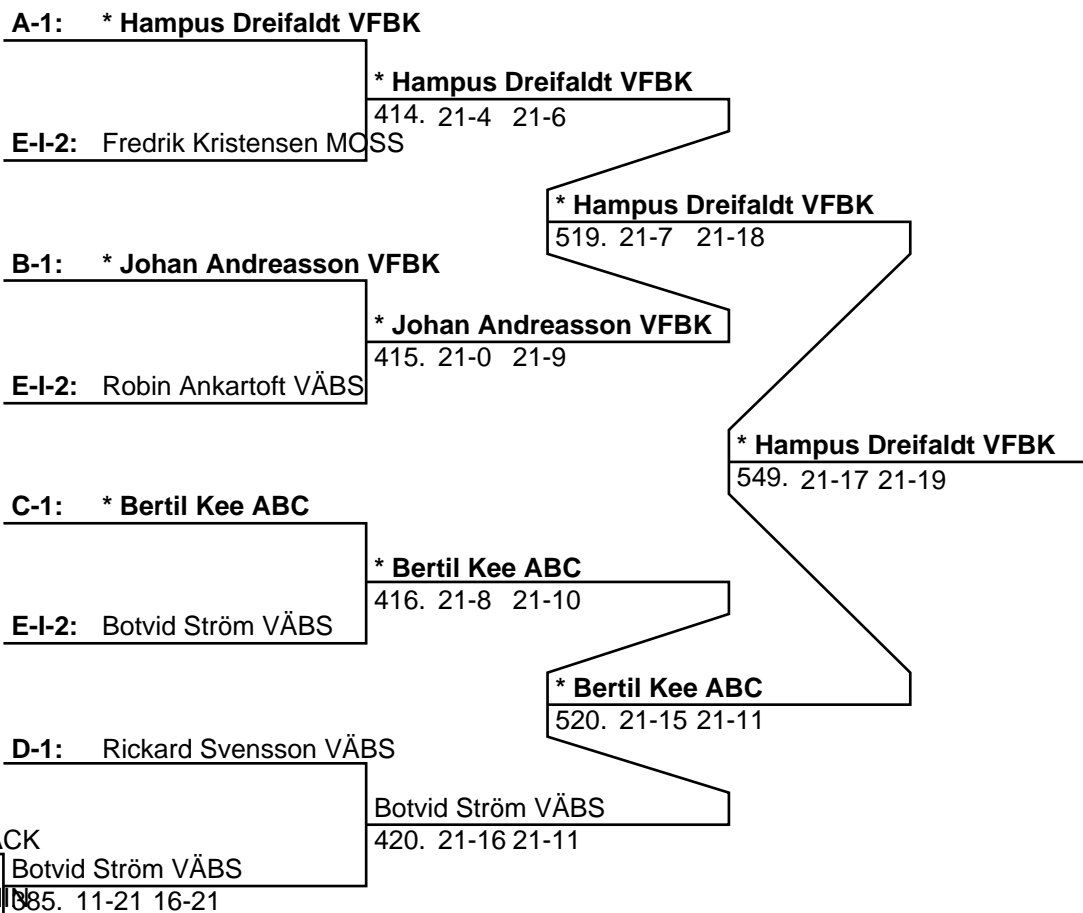 A-1: * Hampus Dreifaldt VFBK
* Hampus Dreifaldt VFBK
414. 21-4 21-6
E-I-2: Fredrik Kristensen MOSS
* Hampus Dreifaldt VFBK
519. 21-7 21-18
B-1: * Johan Andreasson VFBK
* Johan Andreasson VFBK
415. 21-0 21-9
E-I-2: Robin Ankartoft VÄBS
* Hampus Dreifaldt VFBK
549. 21-17 21-19
C-1: * Bertil Kee ABC
* Bertil Kee ABC
416. 21-8 21-10
E-I-2: Botvid Ström VÄBS
* Bertil Kee ABC
520. 21-15 21-11
D-1: Rickard Svensson VÄBS
Botvid Ström VÄBS
420. 21-16 21-11
CK
Botvid Ström VÄBS
385. 11-21 16-21